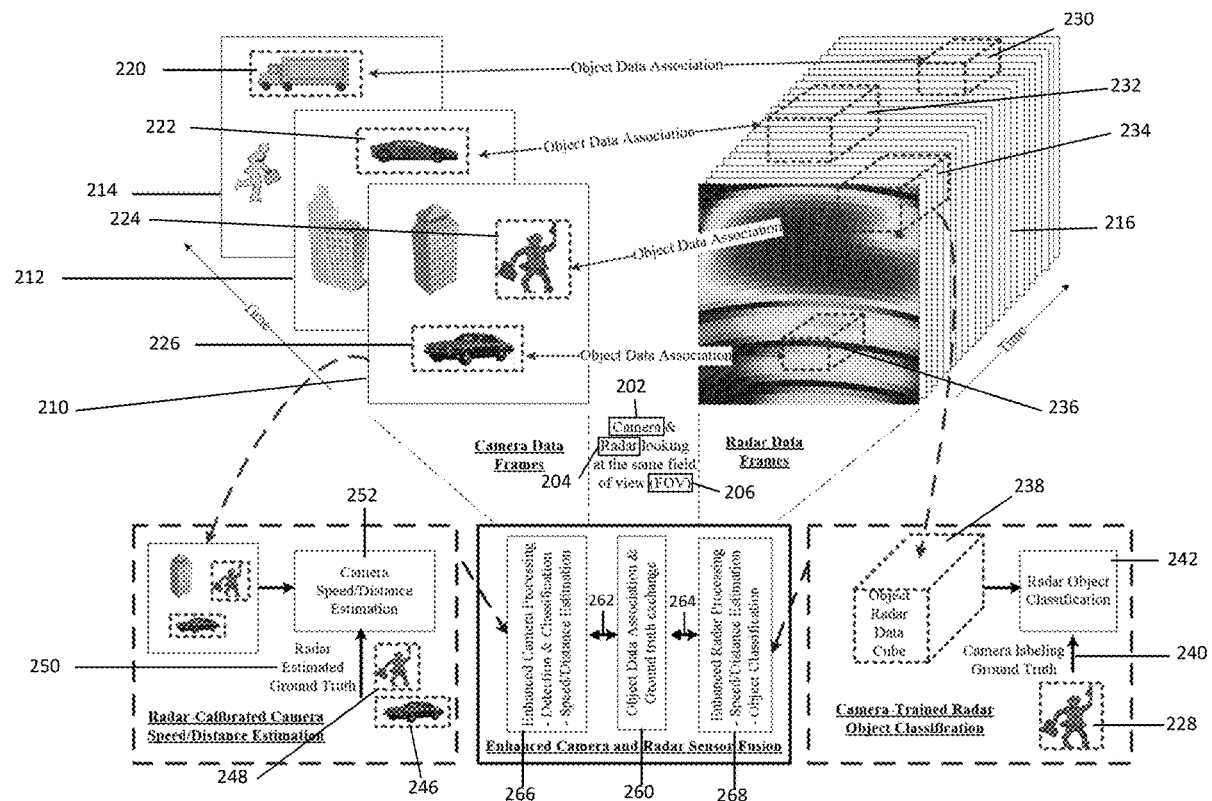 220
Object Data Association
230
222
Object Data Association
232
234
214
224
Object Data Association
216
212
Time
Time
226
Object Data Association
210
202
236
Camera Data
Frames
Camera &
Radar looking
at the same field
of view (FOV)
204
206
Radar Data
Frames
252
238
242
Camera
Speed/Distance
Estimation
250
Radar
Estimated
Ground Truth
Radar-Calibrated Camera
Speed/Distance Estimation
248
246
Enhanced Camera Processing
- Detection & Classification
- Speed/Distance Estimation
262
Object Data Association &
Ground truth exchange
264
Enhanced Radar Processing
- Speed/Distance Estimation
- Object Classification
Enhanced Camera and Radar Sensor Fusion
266
260
268
Object
Radar
Data
Cube
Radar Object
Classification
Camera labeling
Ground Truth
240
Camera-Trained Radar
Object Classification
228